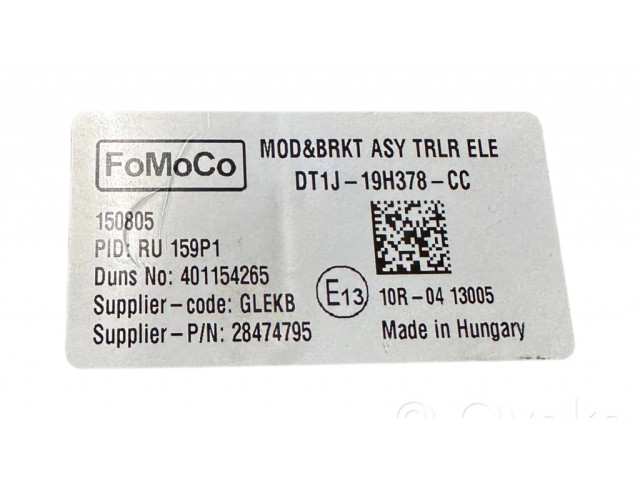 FoMoCo
MOD&BRKT ASY TRLR ELE
DT1J-19H378-CC
150805
PID: RU 159P1
Duns No: 401154265
Supplier-code: GLEKB
Supplier-P/N: 28474795
E13
10R-04 13005
Made in Hungary